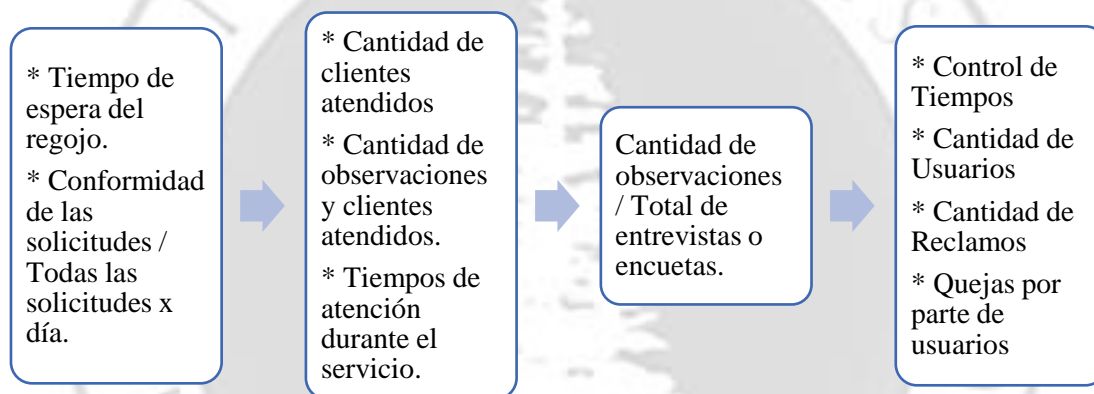 * Tiempo de
espera del
regojo.
* Conformidad
de las
solicitudes /
Todas las
solicitudes x
día.
* Cantidad de
clientes
atendidos
* Cantidad de
observaciones
y clientes
atendidos.
* Tiempos de
atención
durante el
servicio.
Cantidad de
observaciones
/ Total de
entrevistas o
encuetas.
* Control de
Tiempos
* Cantidad de
Usuarios
* Cantidad de
Reclamos
* Quejas por
parte de
usuarios